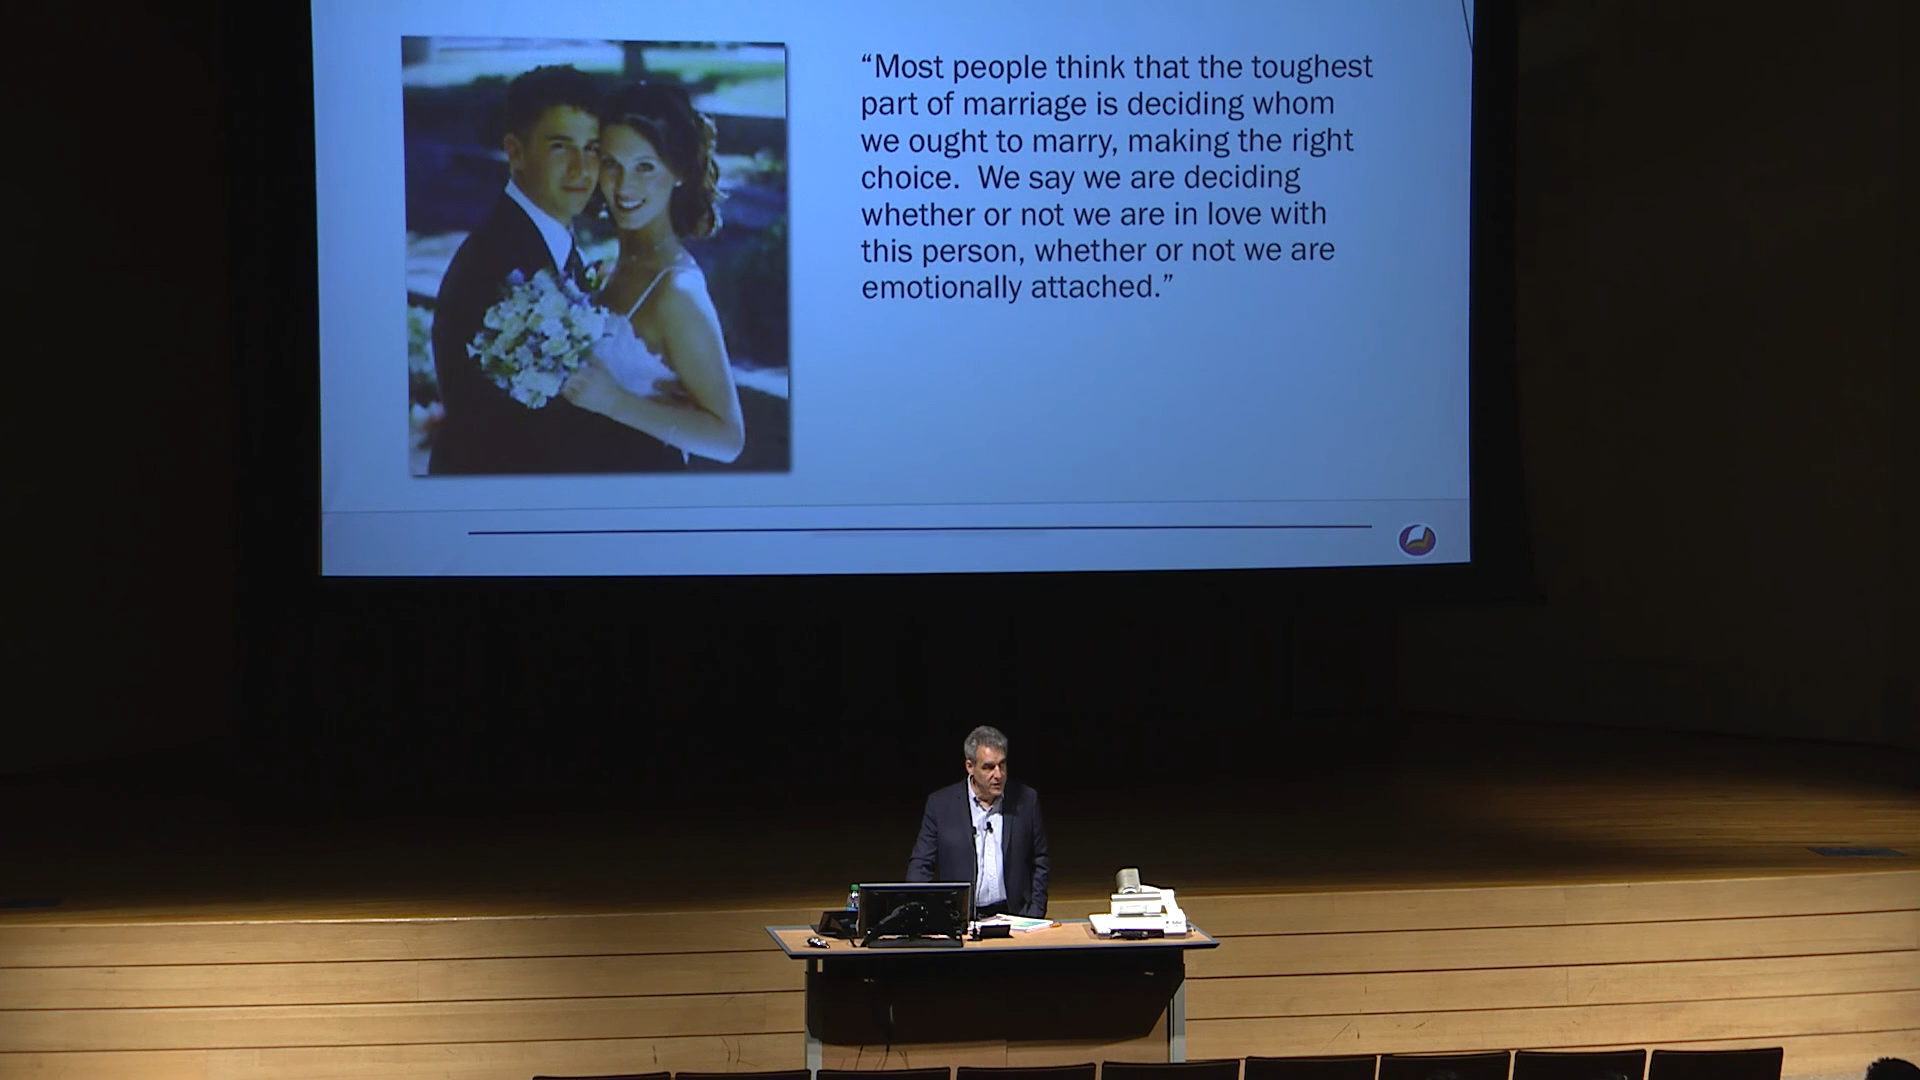 “Most people think that the toughest
part of marriage is deciding whom
we ought to marry, making the right
choice.  We say we are deciding
whether or not we are in love with
this person, whether or not we are
emotionally attached.”